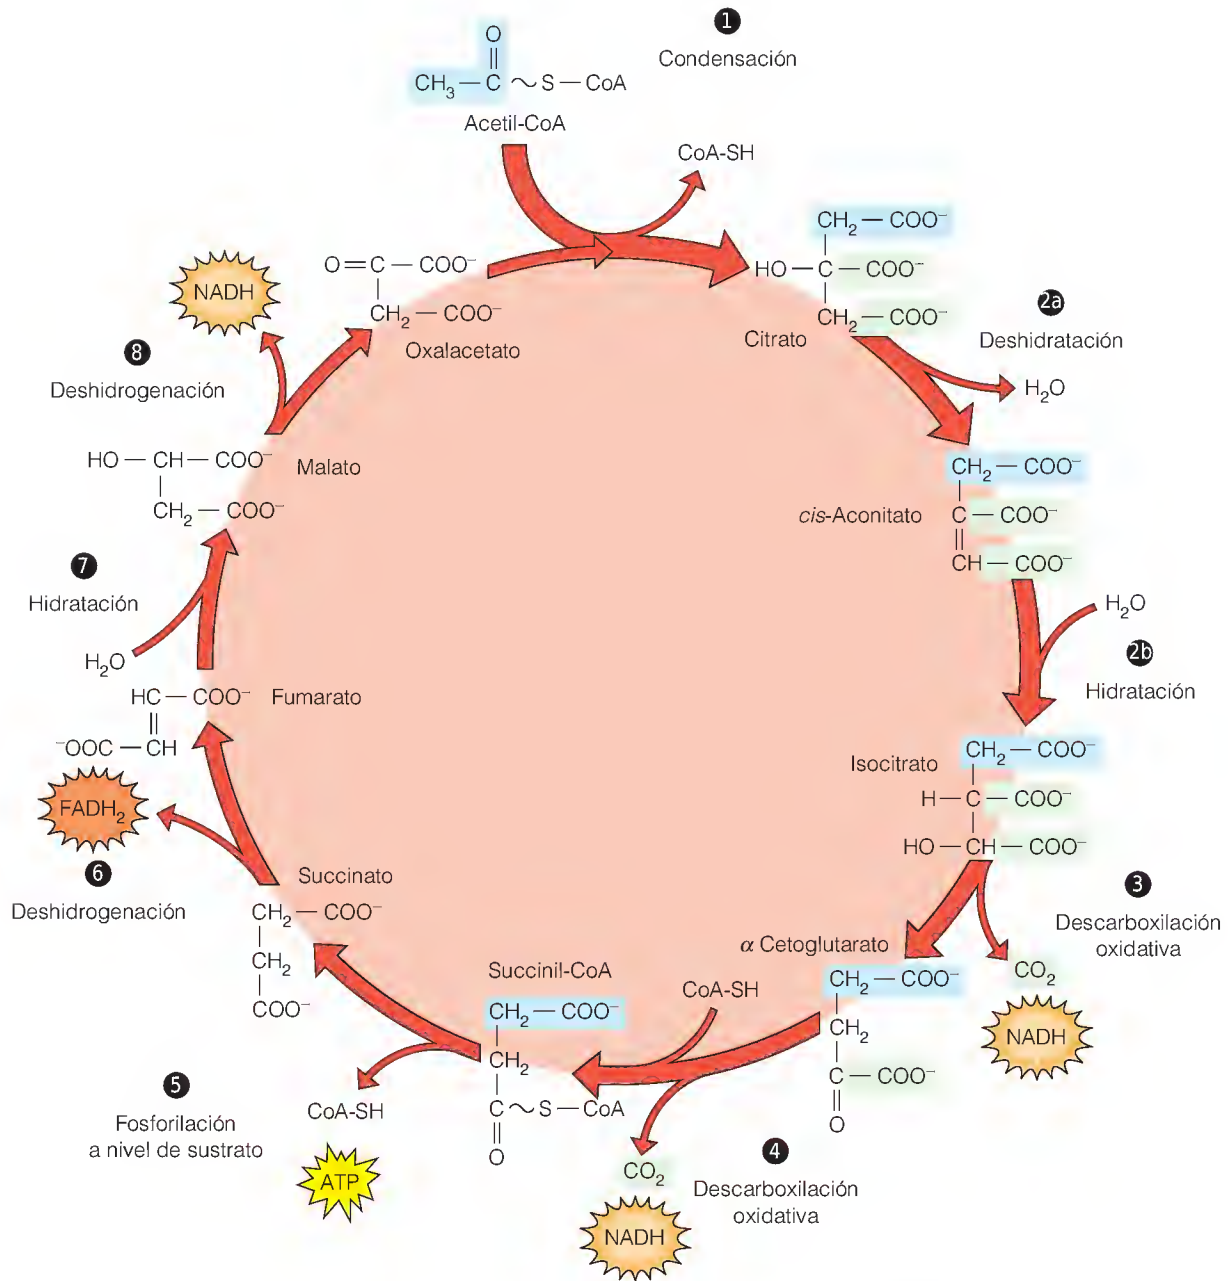 1
Condensación
O
||
CH₃ — C ~ S — CoA
Acetil-CoA
CoA-SH
CH₂ — COO⁻
HO — C — COO⁻
CH₂ — COO⁻
Citrato
2a
Deshidratación
H₂O
CH₂ — COO⁻
C — COO⁻
||
CH — COO⁻
cis-Aconitato
H₂O
2b
Hidratación
Isocitrato
CH₂ — COO⁻
H — C — COO⁻
HO — CH — COO⁻
3
Descarboxilación
oxidativa
CO₂
NADH
α Cetoglutarato
CH₂ — COO⁻
CH₂
C — COO⁻
||
O
CoA-SH
4
Descarboxilación
oxidativa
CO₂
NADH
Succinil-CoA
CH₂ — COO⁻
CH₂
C ~ S — CoA
||
O
5
Fosforilación
a nivel de sustrato
CoA-SH
ATP
Succinato
CH₂ — COO⁻
CH₂
COO⁻
6
Deshidrogenación
FADH₂
Fumarato
HC — COO⁻
||
⁻OOC — CH
7
Hidratación
H₂O
Malato
HO — CH — COO⁻
CH₂ — COO⁻
8
Deshidrogenación
NADH
O=C — COO⁻
CH₂ — COO⁻
Oxalacetato